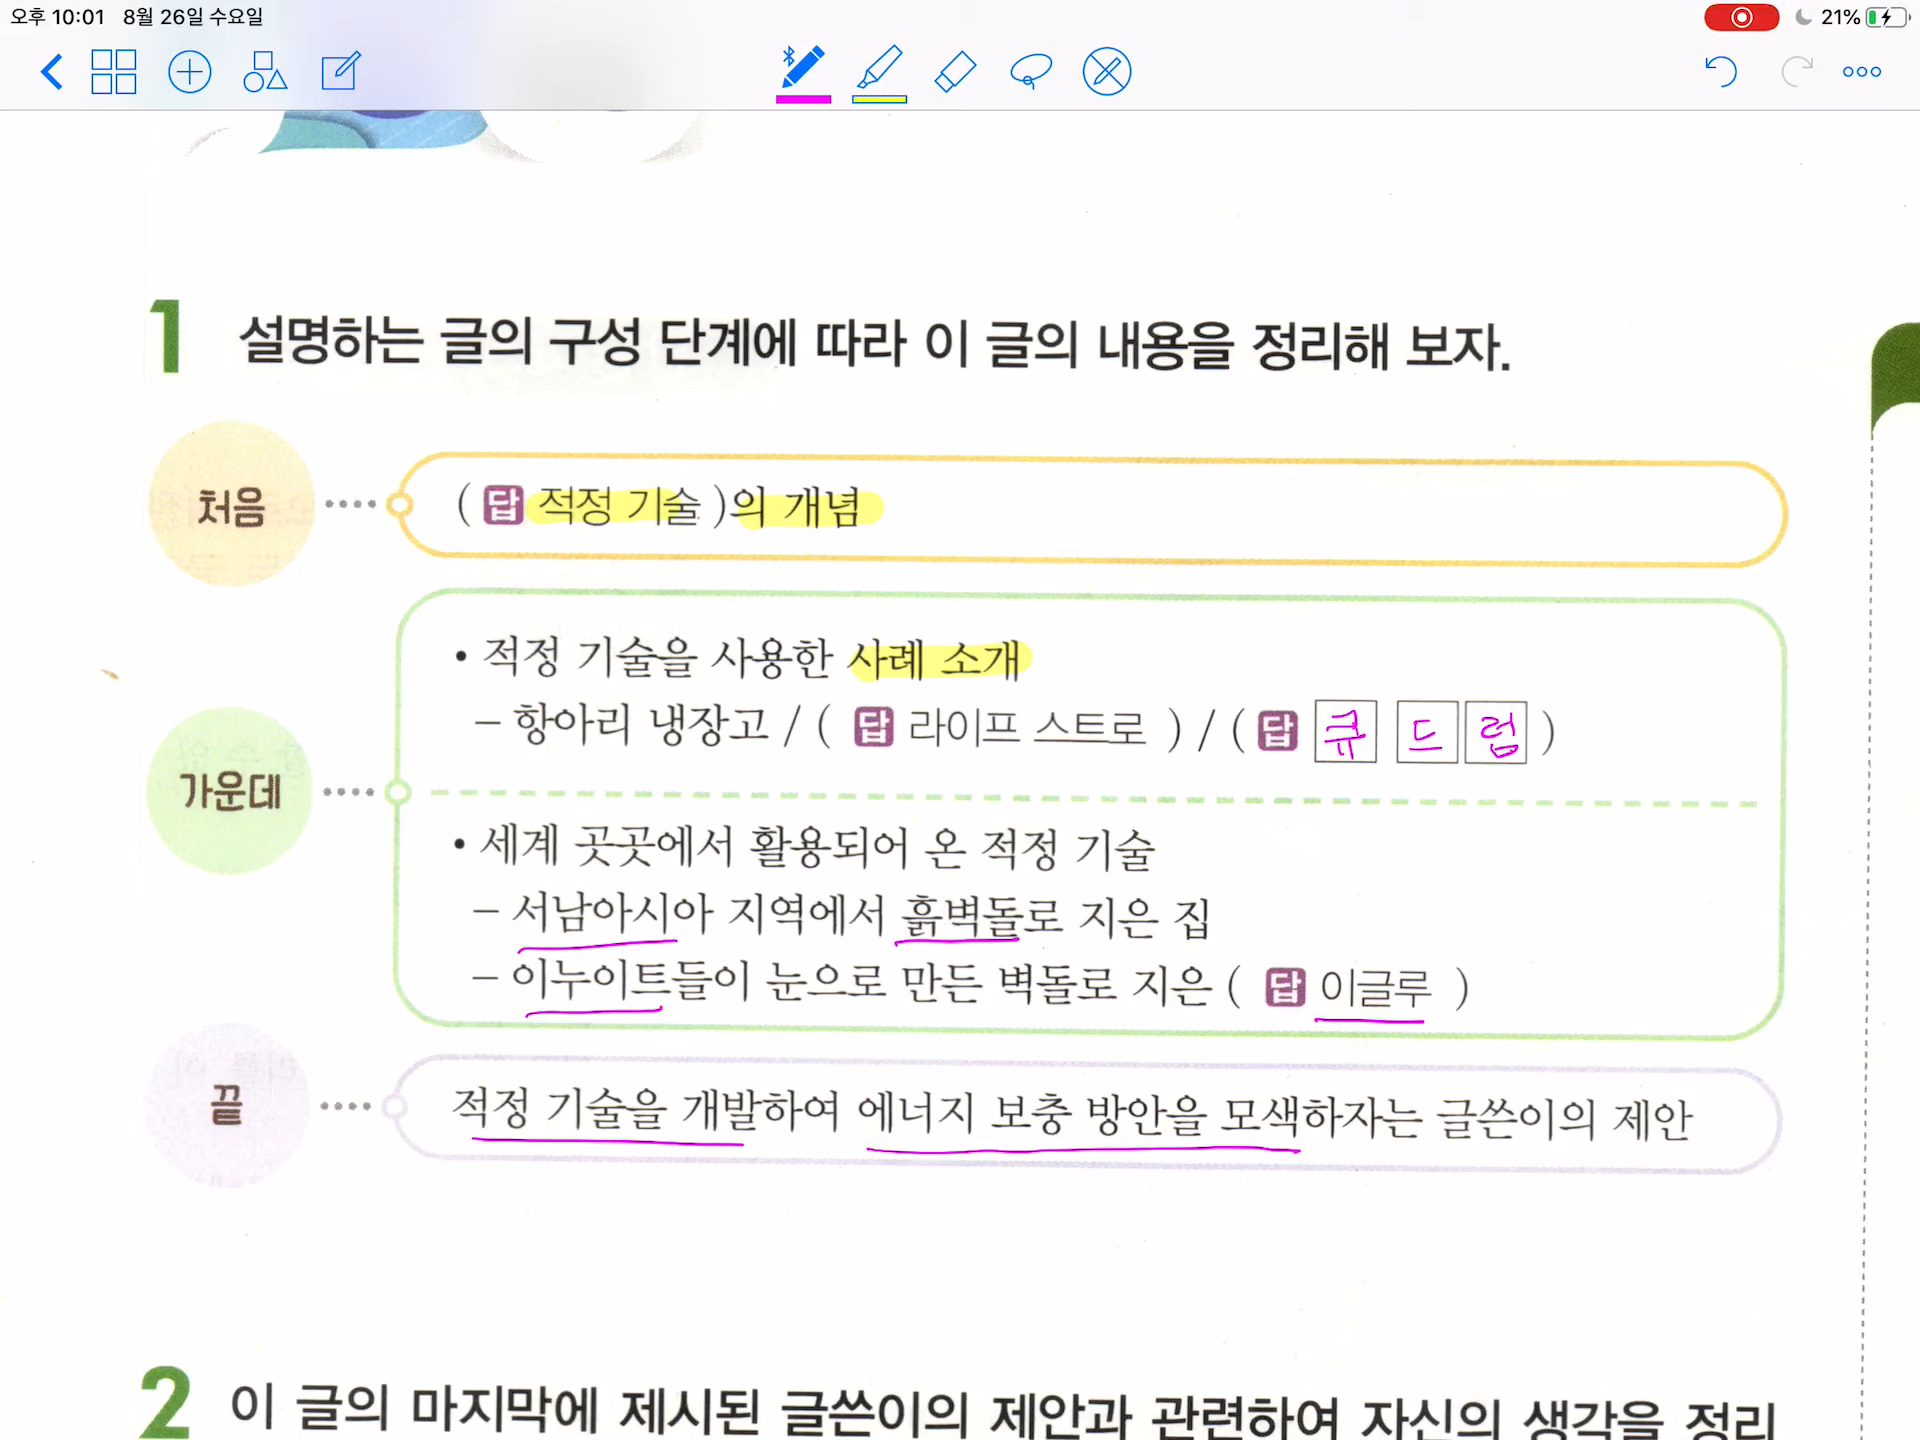 오후 10:01 8월 26일 수요일
21%
1 설명하는 글의 구성 단계에 따라 이 글의 내용을 정리해 보자.
처음
( 답 적정 기술 )의 개념
가운데
• 적정 기술을 사용한 사례 소개
– 항아리 냉장고 / ( 답 라이프 스트로 ) / ( 답 큐 드 럼 )
• 세계 곳곳에서 활용되어 온 적정 기술
– 서남아시아 지역에서 흙벽돌로 지은 집
– 이누이트들이 눈으로 만든 벽돌로 지은 ( 답 이글루 )
끝
적정 기술을 개발하여 에너지 보충 방안을 모색하자는 글쓴이의 제안
2 이 글의 마지막에 제시된 글쓴이의 제안과 관련하여 자신의 생각을 정리